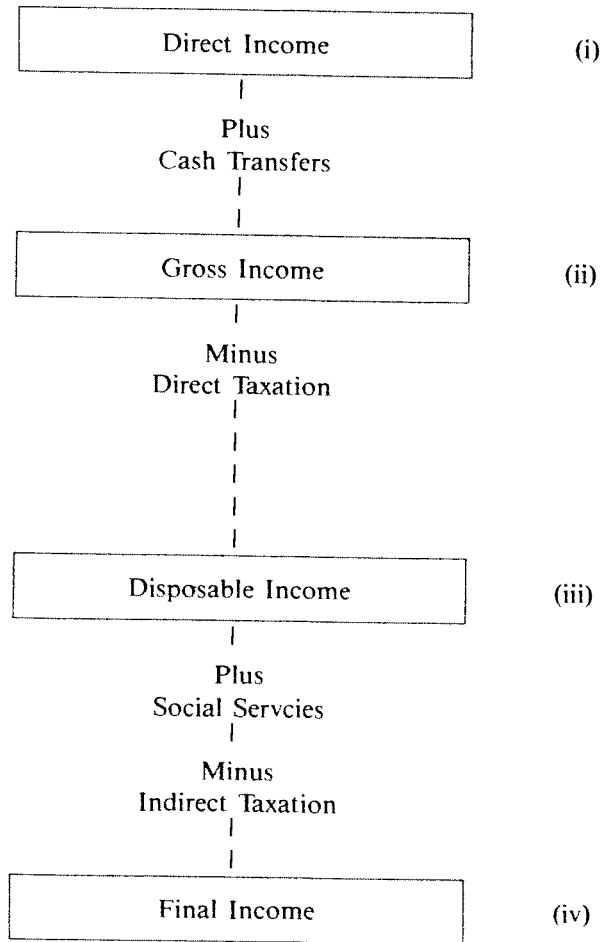 Direct Income (i)
Plus
Cash Transfers
Gross Income (ii)
Minus
Direct Taxation
Disposable Income (iii)
Plus
Social Servcies
Minus
Indirect Taxation
Final Income (iv)